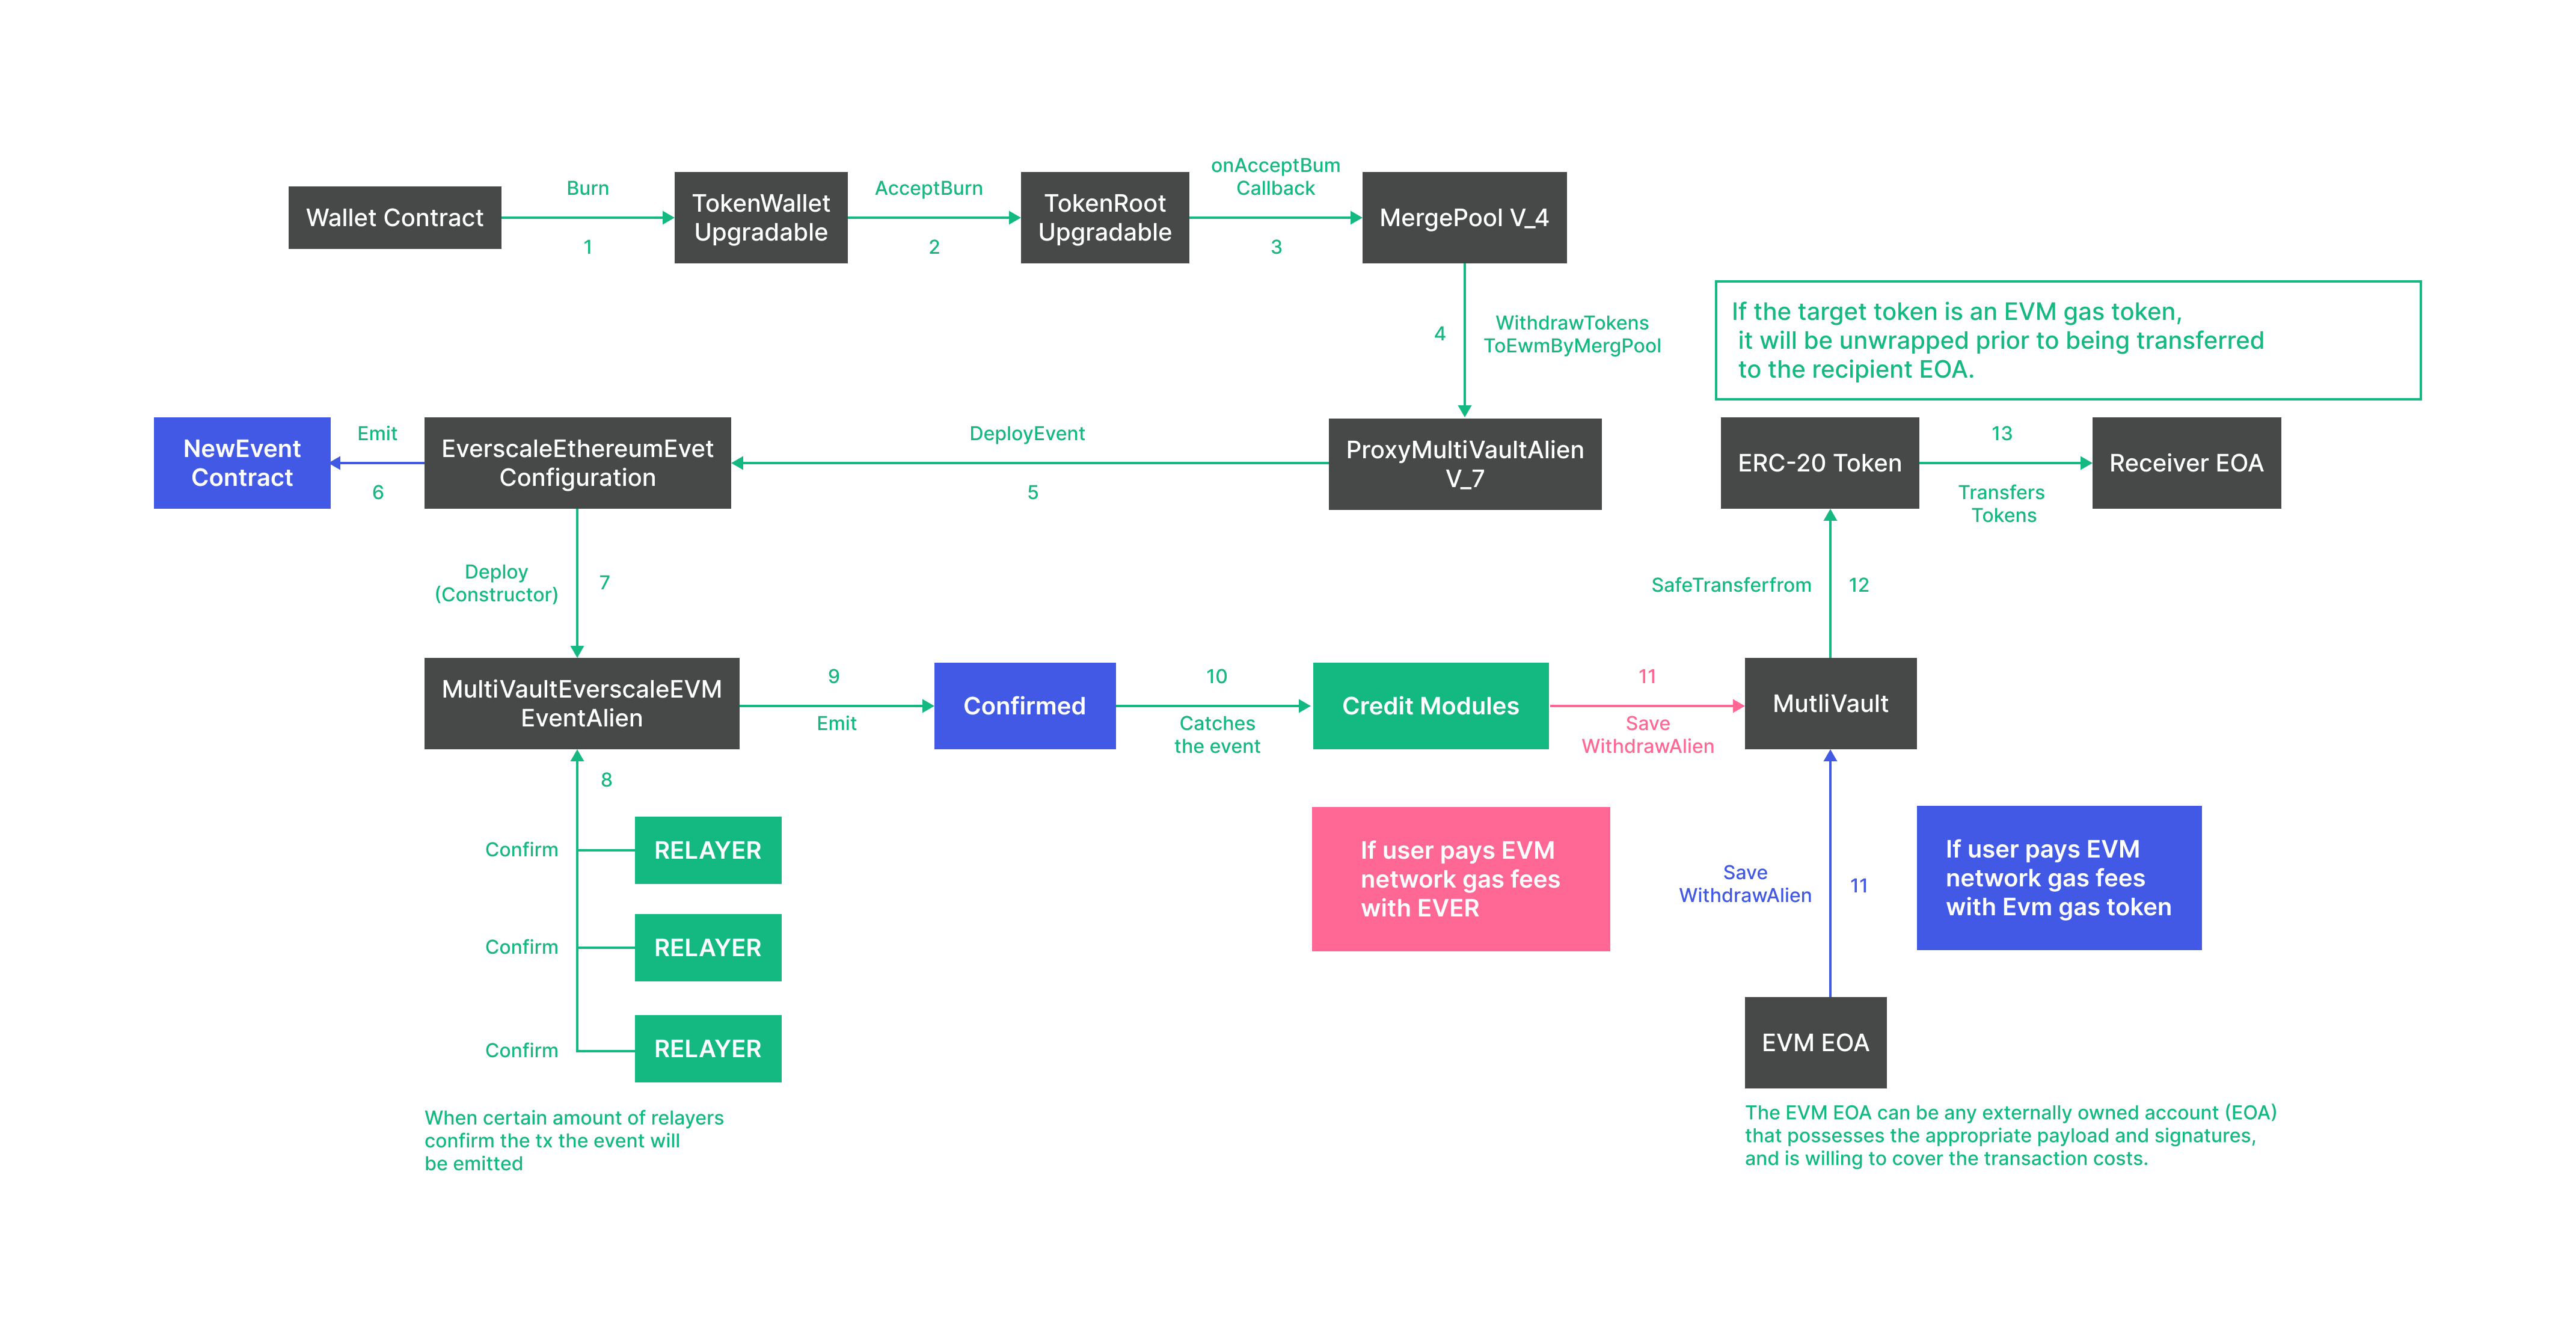 Wallet Contract
Burn
1
TokenWallet
Upgradable
AcceptBurn
2
TokenRoot
Upgradable
onAcceptBum
Callback
3
MergePool V_4
4
WithdrawTokens
ToEwmByMergPool
If the target token is an EVM gas token,
it will be unwrapped prior to being transferred
to the recipient EOA.
NewEvent
Contract
Emit
6
EverscaleEthereumEvet
Configuration
DeployEvent
5
ProxyMultiVaultAlien
V_7
ERC-20 Token
13
Transfers
Tokens
Receiver EOA
Deploy
(Constructor)
7
SafeTransferfrom
12
MultiVaultEverscaleEVM
EventAlien
9
Emit
Confirmed
10
Catches
the event
Credit Modules
11
Save
WithdrawAlien
MutliVault
8
Confirm
RELAYER
Confirm
RELAYER
Confirm
RELAYER
When certain amount of relayers
confirm the tx the event will
be emitted
If user pays EVM
network gas fees
with EVER
Save
WithdrawAlien
11
If user pays EVM
network gas fees
with Evm gas token
EVM EOA
The EVM EOA can be any externally owned account (EOA)
that possesses the appropriate payload and signatures,
and is willing to cover the transaction costs.